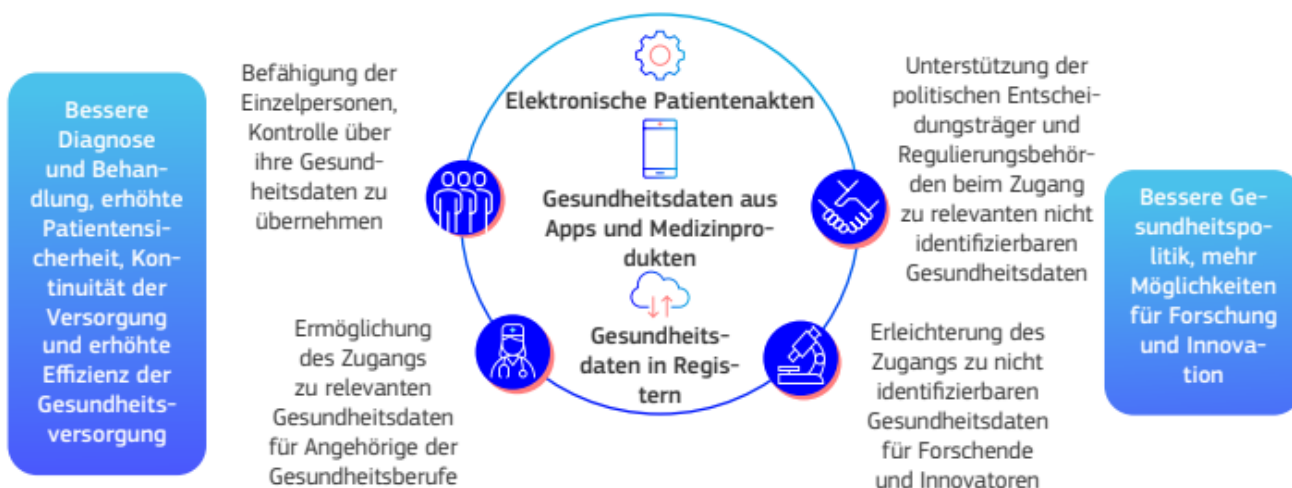 Bessere
Diagnose
und Behan-
dlung, erhöhte
Patientensi-
cherheit, Kon-
tinuität der
Versorgung
und erhöhte
Effizienz der
Gesundheits-
versorgung
Befähigung der
Einzelpersonen,
Kontrolle über
ihre Gesund-
heitsdaten zu
übernehmen
Ermöglichung
des Zugangs
zu relevanten
Gesundheitsdaten
für Angehörige der
Gesundheitsberufe
Elektronische Patientenakten
Gesundheitsdaten aus
Apps und Medizinpro-
dukten
Gesundheits-
daten in Regis-
tern
Unterstützung der
politischen Entschei-
dungsträger und
Regulierungsbehör-
den beim Zugang
zu relevanten nicht
identifizierbaren
Gesundheitsdaten
Erleichterung des
Zugangs zu nicht
identifizierbaren
Gesundheitsdaten
für Forschende
und Innovatoren
Bessere Ge-
sundheitspo-
litik, mehr
Möglichkeiten
für Forschung
und Innova-
tion